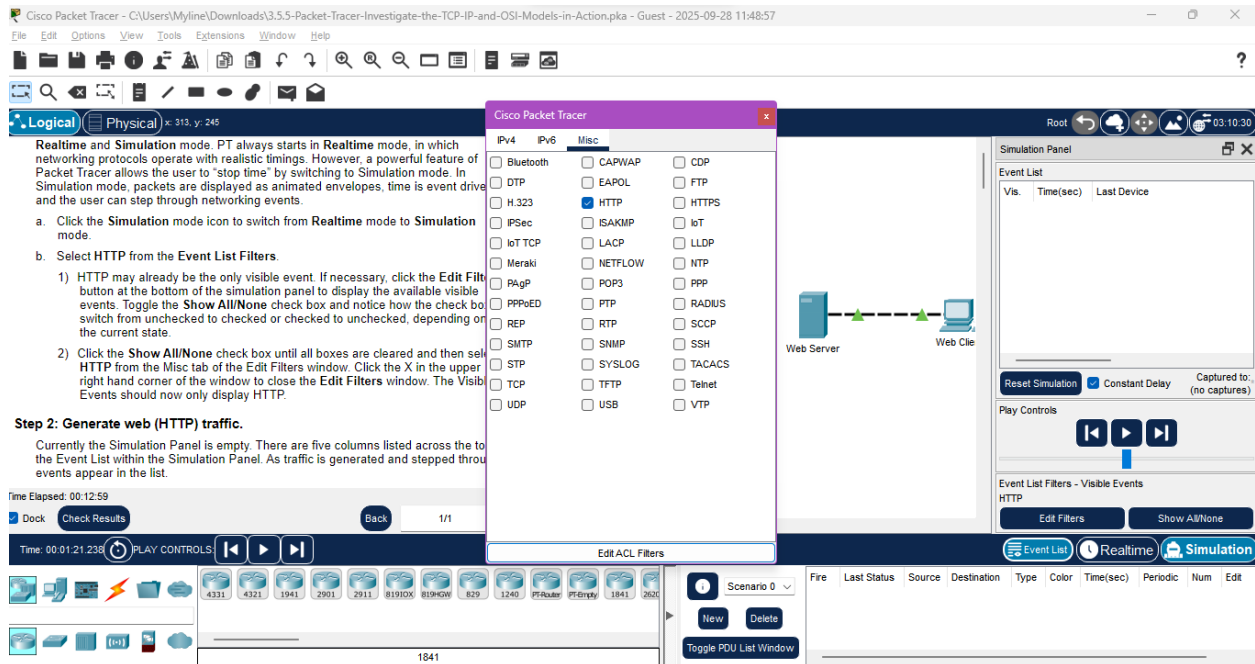 Cisco Packet Tracer - C:\Users\Myline\Downloads\3.5.5-Packet-Tracer-Investigate-the-TCP-IP-and-OSI-Models-in-Action.pka - Guest - 2025-09-28 11:48:57
File Edit Options View Tools Extensions Window Help
?
Logical Physical x: 313, y: 245
Root 03:10:30
Realtime and Simulation mode. PT always starts in Realtime mode, in which
networking protocols operate with realistic timings. However, a powerful feature of
Packet Tracer allows the user to “stop time” by switching to Simulation mode. In
Simulation mode, packets are displayed as animated envelopes, time is event drive
and the user can step through networking events.
a. Click the Simulation mode icon to switch from Realtime mode to Simulation
mode.
b. Select HTTP from the Event List Filters.
1) HTTP may already be the only visible event. If necessary, click the Edit Filt
button at the bottom of the simulation panel to display the available visible
events. Toggle the Show All/None check box and notice how the check bo
switch from unchecked to checked or checked to unchecked, depending on
the current state.
2) Click the Show All/None check box until all boxes are cleared and then sel
HTTP from the Misc tab of the Edit Filters window. Click the X in the upper
right hand corner of the window to close the Edit Filters window. The Visib
Events should now only display HTTP.
Step 2: Generate web (HTTP) traffic.
Currently the Simulation Panel is empty. There are five columns listed across the to
the Event List within the Simulation Panel. As traffic is generated and stepped throu
events appear in the list.
Time Elapsed: 00:12:59
Dock Check Results Back 1/1
Cisco Packet Tracer x
IPv4 IPv6 Misc
Bluetooth CAPWAP CDP
DTP EAPOL FTP
H.323 HTTP HTTPS
IPSec ISAKMP IoT
IoT TCP LACP LLDP
Meraki NETFLOW NTP
PAgP POP3 PPP
PPPoED PTP RADIUS
REP RTP SCCP
SMTP SNMP SSH
STP SYSLOG TACACS
TCP TFTP Telnet
UDP USB VTP
Edit ACL Filters
Web Server
Web Clie
Simulation Panel
Event List
Vis. Time(sec) Last Device
Reset Simulation Constant Delay Captured to:
(no captures)
Play Controls
Event List Filters - Visible Events
HTTP
Edit Filters Show All/None
Time: 00:01:21.238 PLAY CONTROLS:
Event List Realtime Simulation
4331 4321 1941 2901 2911 819IOX 819HGW 829 1240 PT-Router PT-Empty 1841 2620
1841
Scenario 0
New Delete
Toggle PDU List Window
Fire Last Status Source Destination Type Color Time(sec) Periodic Num Edit